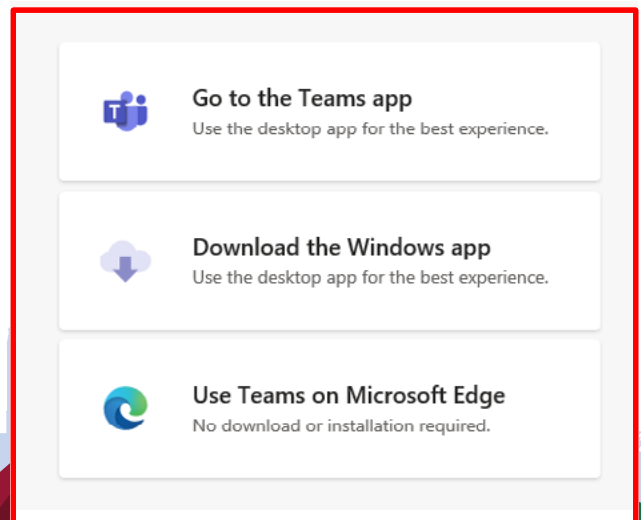 Go to the Teams app
Use the desktop app for the best experience.
Download the Windows app
Use the desktop app for the best experience.
Use Teams on Microsoft Edge
No download or installation required.